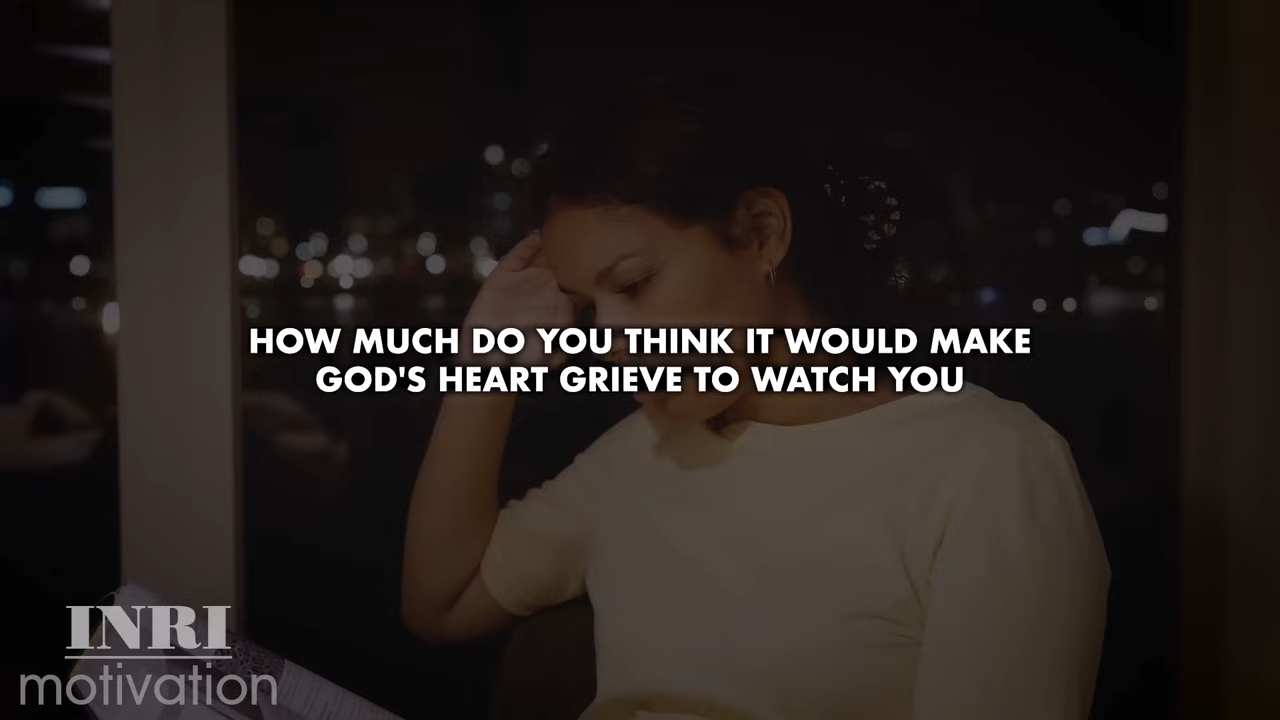 HOW MUCH DO YOU THINK IT WOULD MAKE
GOD'S HEART GRIEVE TO WATCH YOU
INRI
motivation